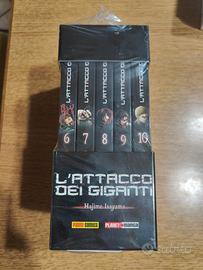 L'ATTACCO D
L'ATTACCO D
L'ATTACCO D
L'ATTACCO D
L'ATTACCO D
6 7 8 9 10
L'ATTACCO
DEI GIGANTI
Hajime Isayama
PANINI COMICS
PLANET MANGA
subito